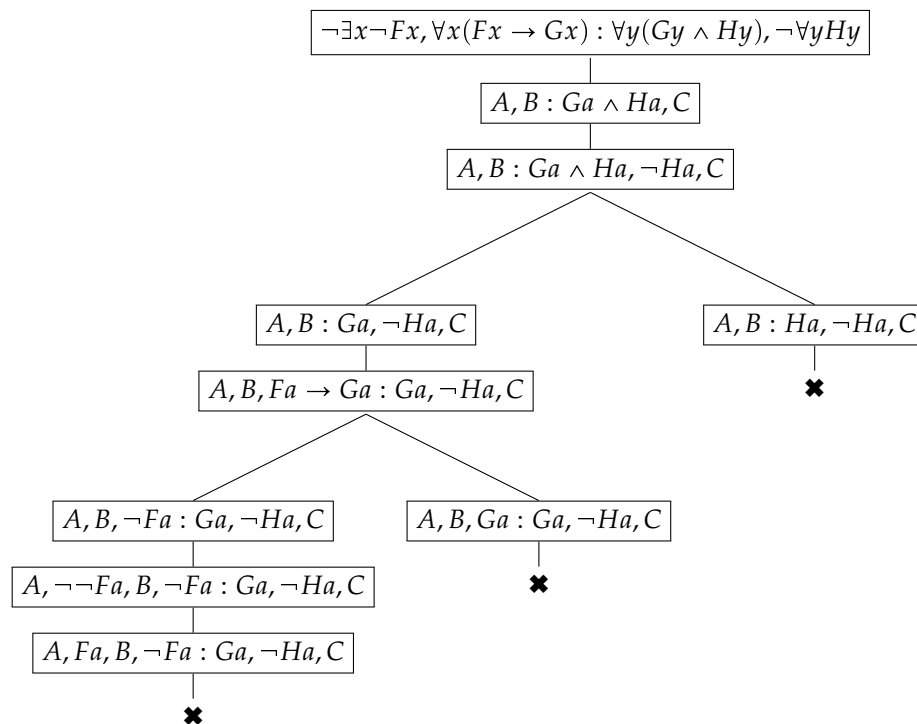 ¬∃x¬Fx, ∀x(Fx → Gx) : ∀y(Gy ∧ Hy), ¬∀yHy
A, B : Ga ∧ Ha, C
A, B : Ga ∧ Ha, ¬Ha, C
A, B : Ga, ¬Ha, C
A, B : Ha, ¬Ha, C
A, B, Fa → Ga : Ga, ¬Ha, C
✖
A, B, ¬Fa : Ga, ¬Ha, C
A, B, Ga : Ga, ¬Ha, C
A, ¬¬Fa, B, ¬Fa : Ga, ¬Ha, C
✖
A, Fa, B, ¬Fa : Ga, ¬Ha, C
✖